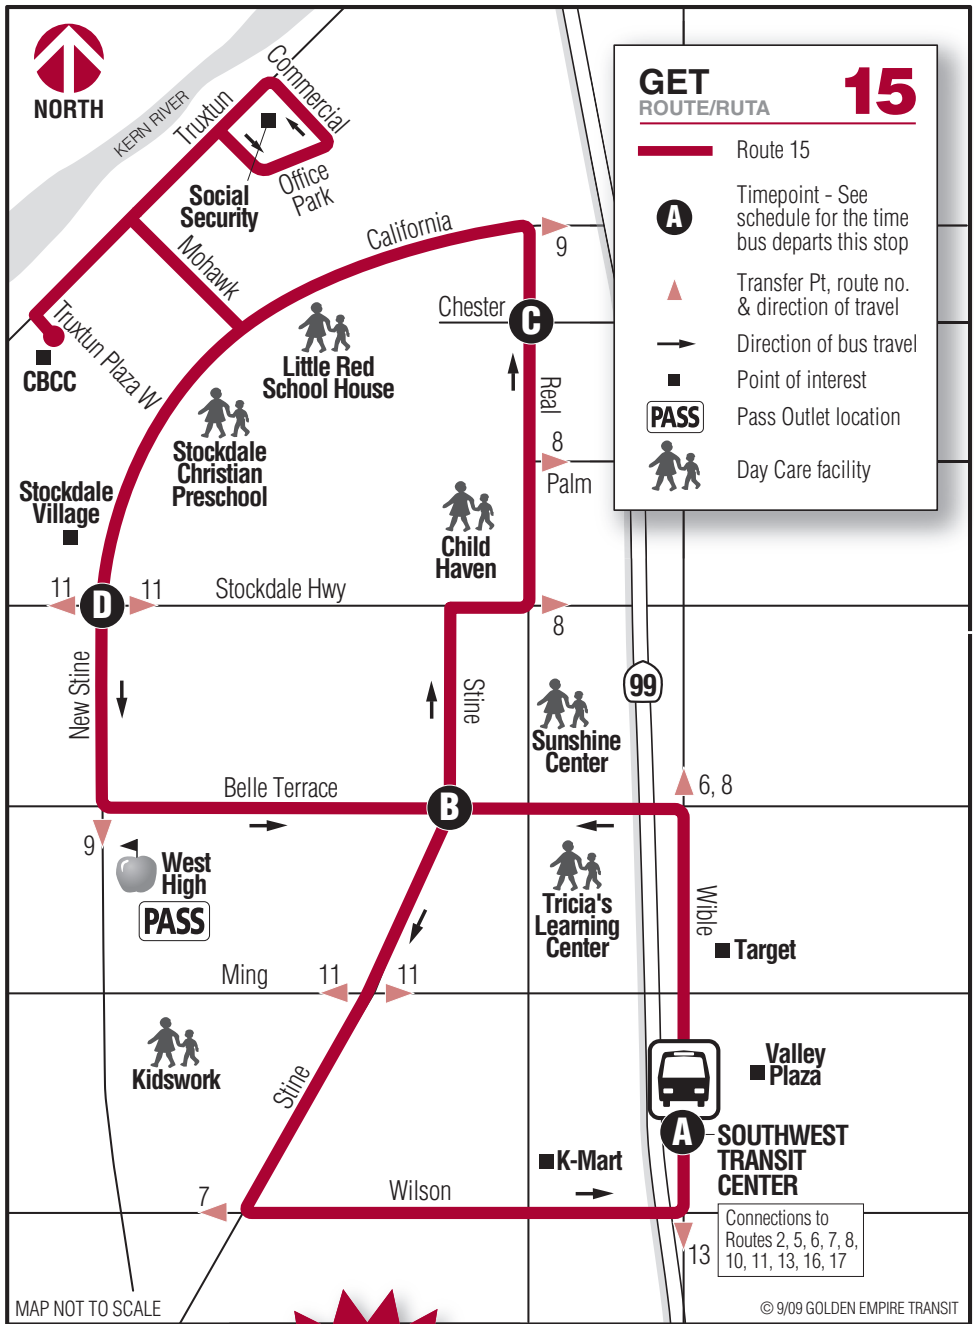 NORTH
KERN RIVER
Truxtun
Commercial
Office
Park
Social
Security
Mohawk
California
9
Truxtun Plaza W
CBCC
Little Red
School House
Chester
C
Real
Stockdale
Christian
Preschool
8
Palm
Stockdale
Village
Child
Haven
11
D
11
Stockdale Hwy
8
New Stine
Stine
99
Sunshine
Center
Belle Terrace
B
6, 8
9
West
High
PASS
Tricia's
Learning
Center
Wible
Target
Ming
11
11
Kidswork
Stine
Valley
Plaza
A
SOUTHWEST
TRANSIT
CENTER
K-Mart
Wilson
7
13
Connections to
Routes 2, 5, 6, 7, 8,
10, 11, 13, 16, 17
MAP NOT TO SCALE
© 9/09 GOLDEN EMPIRE TRANSIT
GET
ROUTE/RUTA
15
Route 15
A
Timepoint - See
schedule for the time
bus departs this stop
Transfer Pt, route no.
& direction of travel
Direction of bus travel
Point of interest
PASS
Pass Outlet location
Day Care facility